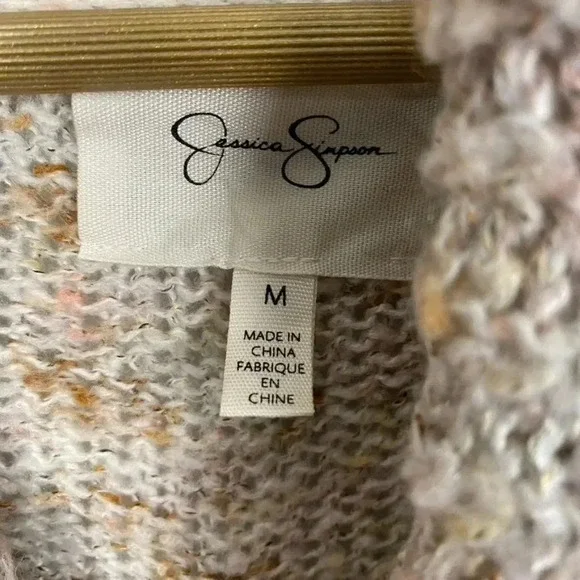 Jessica Simpson
M
MADE IN
CHINA
FABRIQUE
EN
CHINE